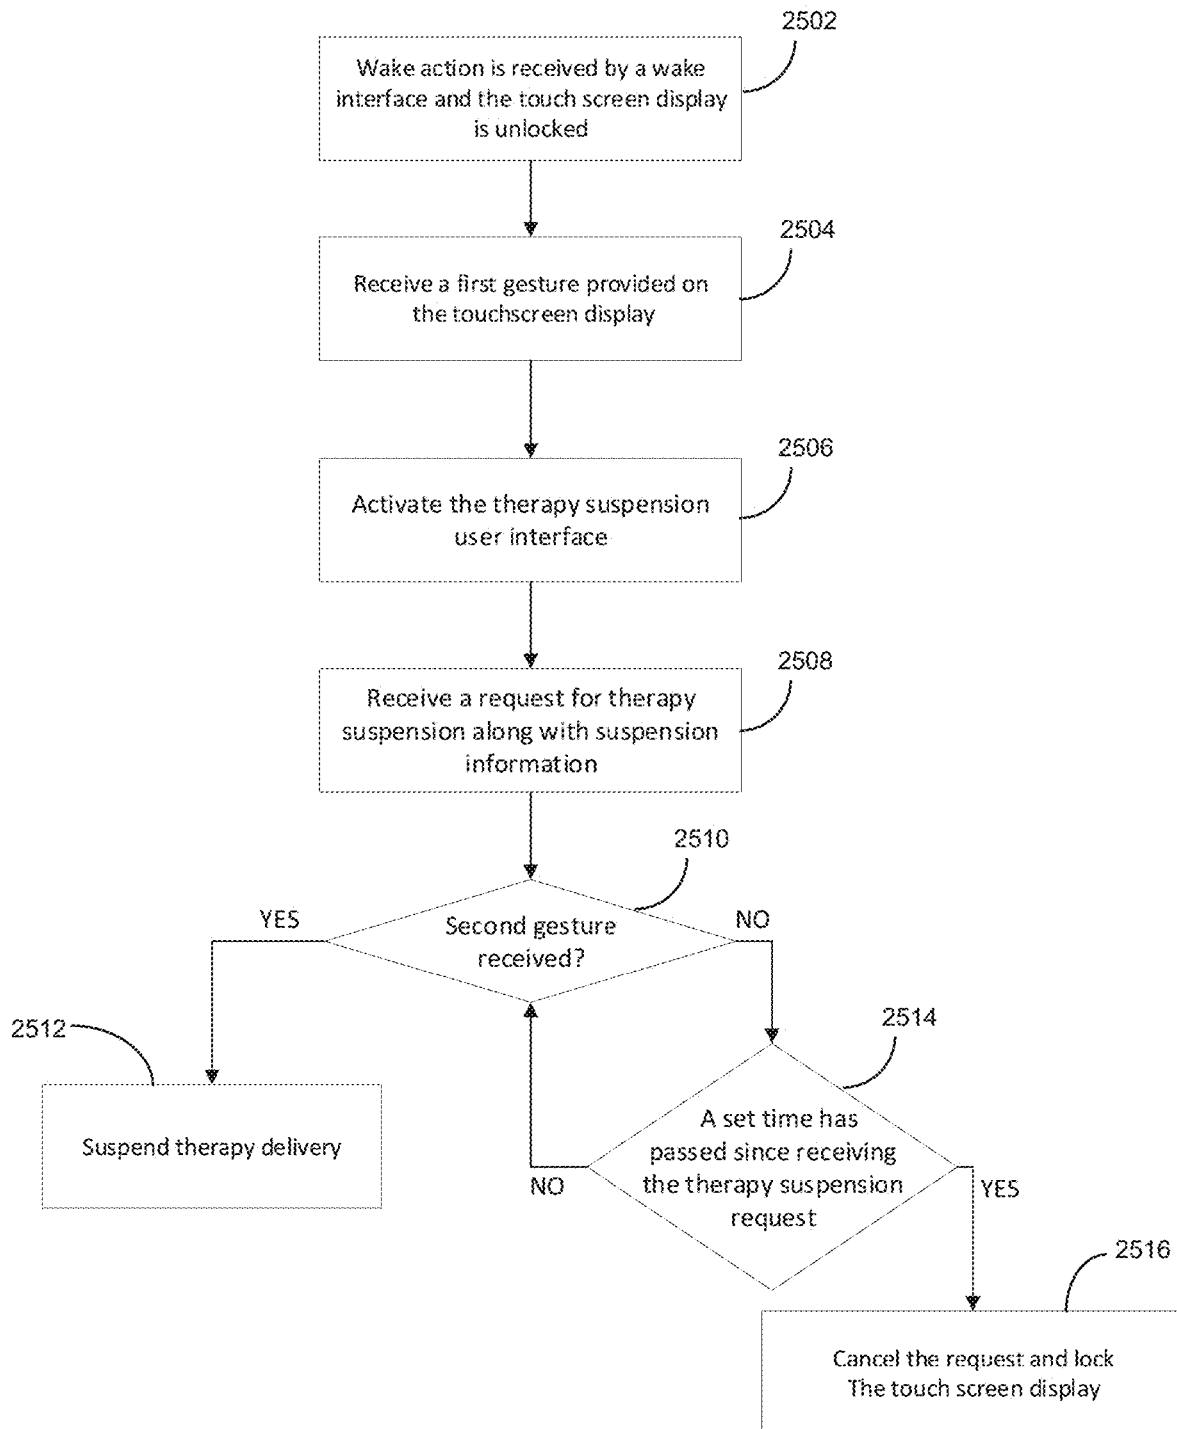 2502
Wake action is received by a wake
interface and the touch screen display
is unlocked
2504
Receive a first gesture provided on
the touchscreen display
2506
Activate the therapy suspension
user interface
2508
Receive a request for therapy
suspension along with suspension
information
2510
YES
Second gesture
received?
NO
2512
Suspend therapy delivery
2514
A set time has
passed since receiving
the therapy suspension
request
NO
YES
2516
Cancel the request and lock
The touch screen display